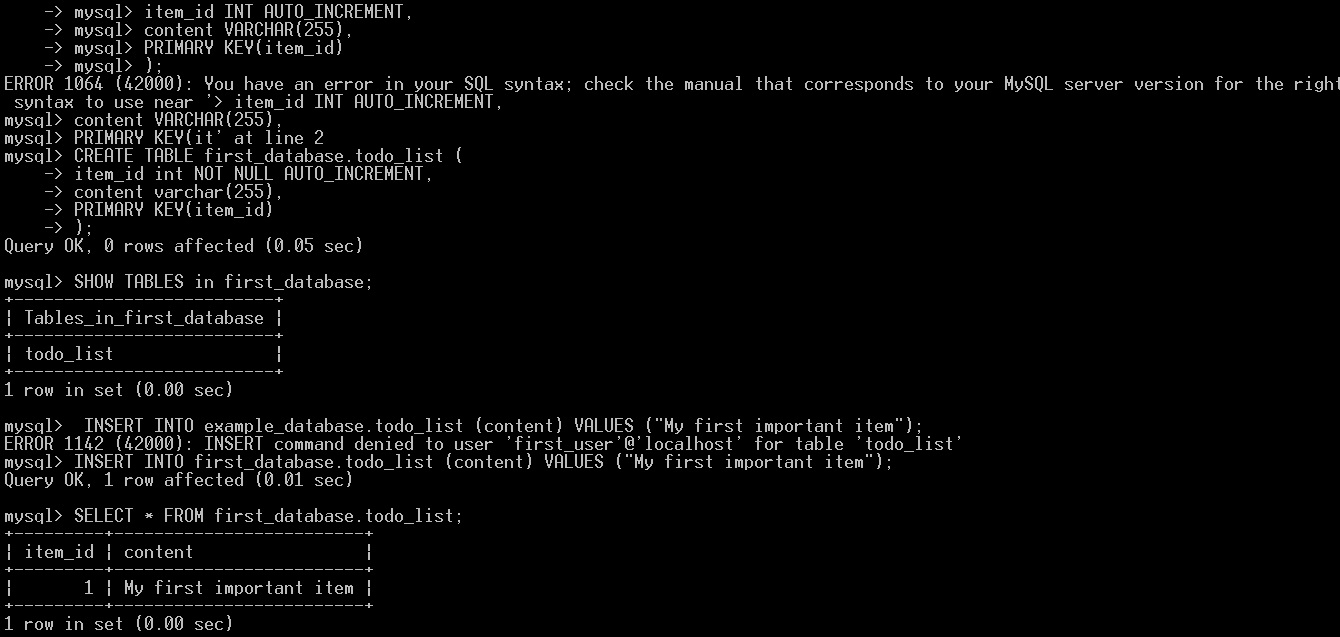 -> mysql> item_id INT AUTO_INCREMENT,
    -> mysql> content VARCHAR(255),
    -> mysql> PRIMARY KEY(item_id)
    -> mysql> );
ERROR 1064 (42000): You have an error in your SQL syntax; check the manual that corresponds to your MySQL server version for the right
 syntax to use near '> item_id INT AUTO_INCREMENT,
mysql> content VARCHAR(255),
mysql> PRIMARY KEY(it' at line 2
mysql> CREATE TABLE first_database.todo_list (
    -> item_id int NOT NULL AUTO_INCREMENT,
    -> content varchar(255),
    -> PRIMARY KEY(item_id)
    -> );
Query OK, 0 rows affected (0.05 sec)

mysql> SHOW TABLES in first_database;
+--------------------------+
| Tables_in_first_database |
+--------------------------+
| todo_list                |
+--------------------------+
1 row in set (0.00 sec)

mysql>  INSERT INTO example_database.todo_list (content) VALUES ("My first important item");
ERROR 1142 (42000): INSERT command denied to user 'first_user'@'localhost' for table 'todo_list'
mysql> INSERT INTO first_database.todo_list (content) VALUES ("My first important item");
Query OK, 1 row affected (0.01 sec)

mysql> SELECT * FROM first_database.todo_list;
+---------+-------------------------+
| item_id | content                 |
+---------+-------------------------+
|       1 | My first important item |
+---------+-------------------------+
1 row in set (0.00 sec)